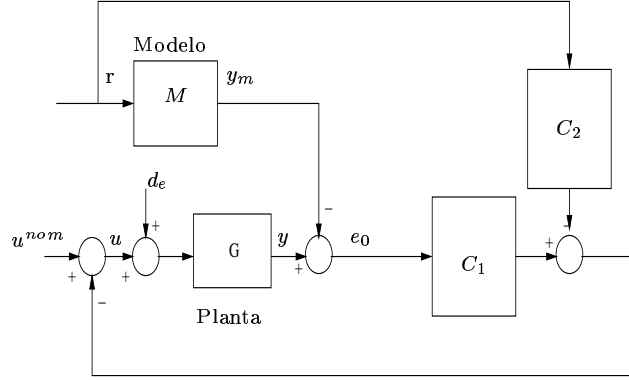 Modelo
r
M
y_m
C_2
d_e
−
−
+
u^{nom}
u
G
y
e_0
+
+
+
+
C_1
−
Planta